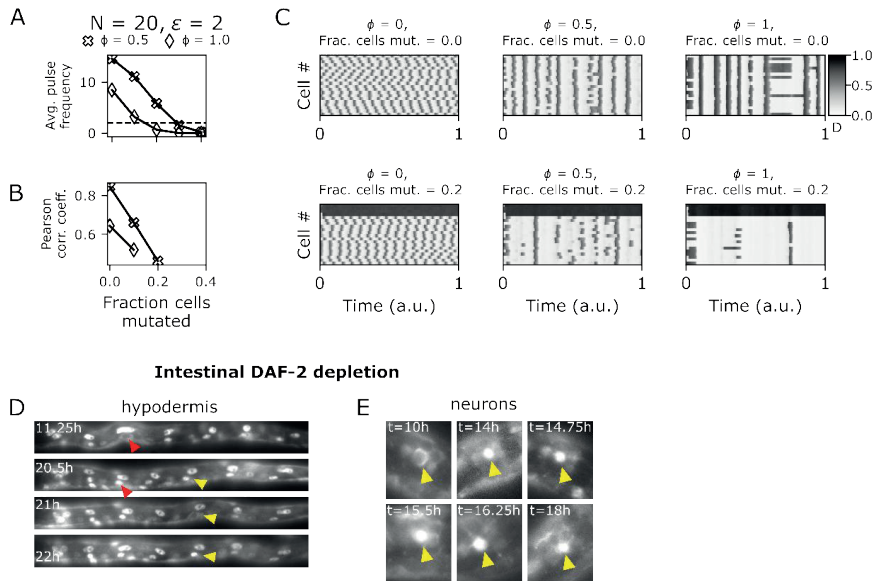 A
N = 20, ε = 2
ϕ = 0.5 ϕ = 1.0
Avg. pulse
frequency
10
0
B
Pearson
corr. coeff.
0.8
0.6
0.0 0.2 0.4
Fraction cells
mutated
C
ϕ = 0,
Frac. cells mut. = 0.0
ϕ = 0.5,
Frac. cells mut. = 0.0
ϕ = 1,
Frac. cells mut. = 0.0
Cell #
0 1
0 1
0 1
1.0
0.5
0.0
D
ϕ = 0,
Frac. cells mut. = 0.2
ϕ = 0.5,
Frac. cells mut. = 0.2
ϕ = 1,
Frac. cells mut. = 0.2
Cell #
0 1
0 1
0 1
Time (a.u.)
Time (a.u.)
Time (a.u.)
Intestinal DAF-2 depletion
D
hypodermis
11.25h
20.5h
21h
22h
E
neurons
t=10h
t=14h
t=14.75h
t=15.5h
t=16.25h
t=18h